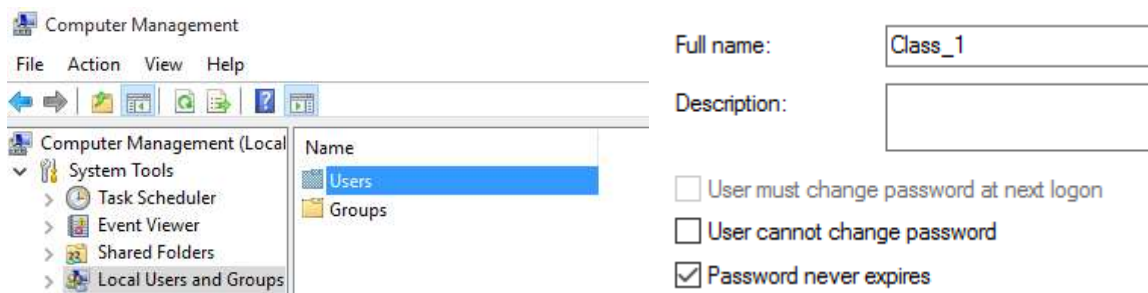 Computer Management
File Action View Help
Computer Management (Local
System Tools
Task Scheduler
Event Viewer
Shared Folders
Local Users and Groups
Name
Users
Groups
Full name: Class_1
Description:
User must change password at next logon
User cannot change password
Password never expires